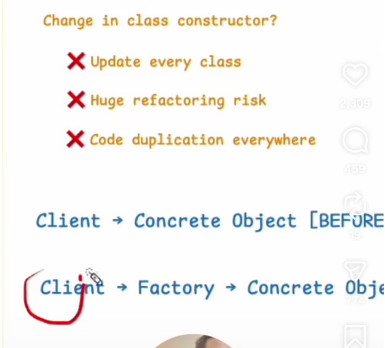 Change in class constructor?
❌ Update every class
❌ Huge refactoring risk
❌ Code duplication everywhere
Client → Concrete Object [BEFORE
Client → Factory → Concrete Obje